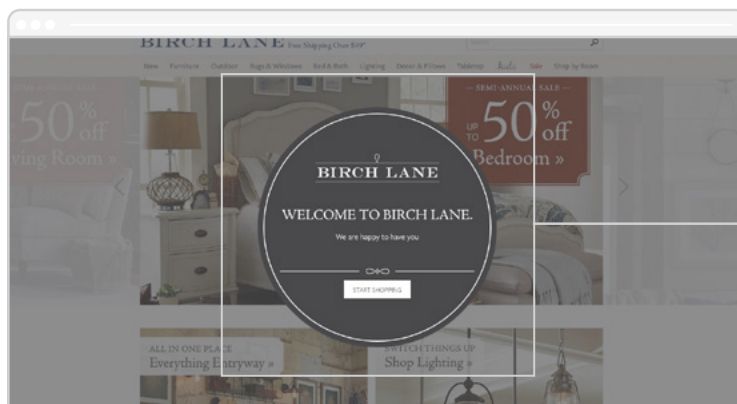 BIRCH LANE Free Shipping Over $49*
New Furniture Outdoor Rugs & Windows Bed & Bath Lighting Decor & Pillows Tabletop Kids Sale Shop by Room
50% off
Living Room »
— SEMI-ANNUAL SALE —
UP TO 50% off
Bedroom »
BIRCH LANE
WELCOME TO BIRCH LANE.
We are happy to have you
START SHOPPING
ALL IN ONE PLACE
Everything Entryway »
SWITCH THINGS UP
Shop Lighting »